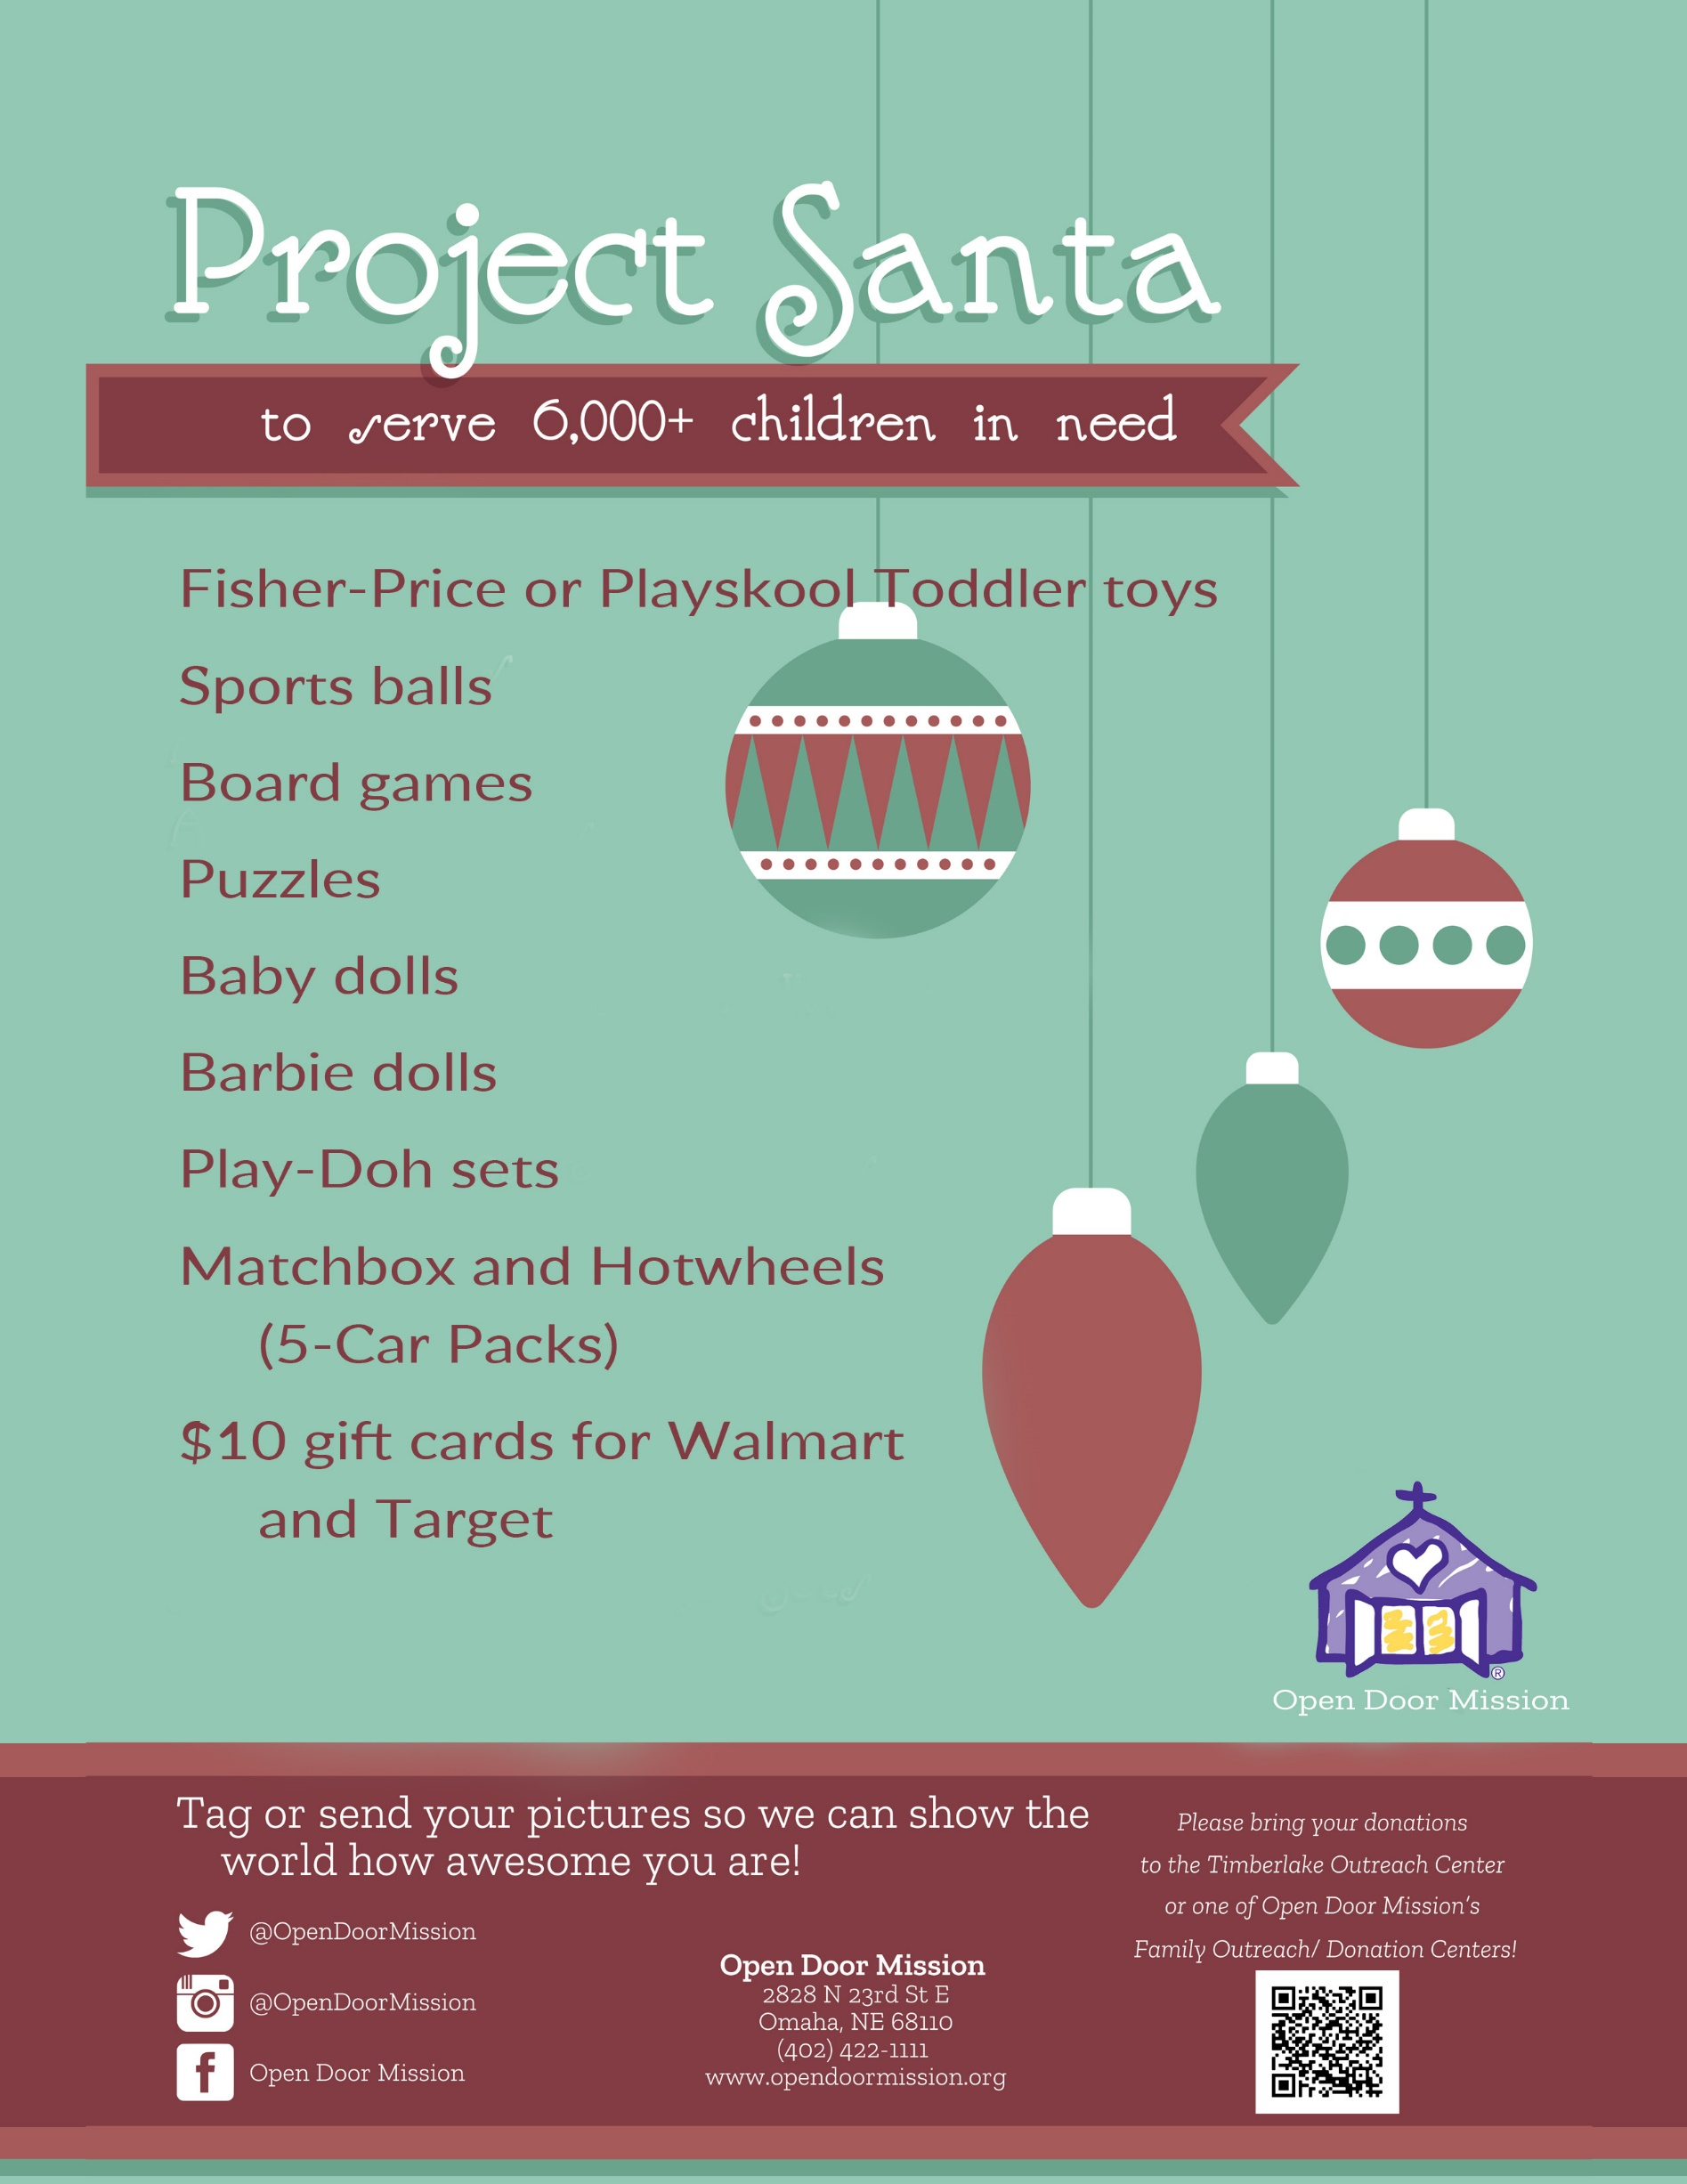 Project Santa
to serve 6,000+ children in need
Fisher-Price or Playskool Toddler toys
Sports balls
Board games
Puzzles
Baby dolls
Barbie dolls
Play-Doh sets
Matchbox and Hotwheels
(5-Car Packs)
$10 gift cards for Walmart
and Target
®
Open Door Mission
Tag or send your pictures so we can show the
world how awesome you are!
@OpenDoorMission
@OpenDoorMission
Open Door Mission
Open Door Mission
2828 N 23rd St E
Omaha, NE 68110
(402) 422-1111
www.opendoormission.org
Please bring your donations
to the Timberlake Outreach Center
or one of Open Door Mission’s
Family Outreach/ Donation Centers!